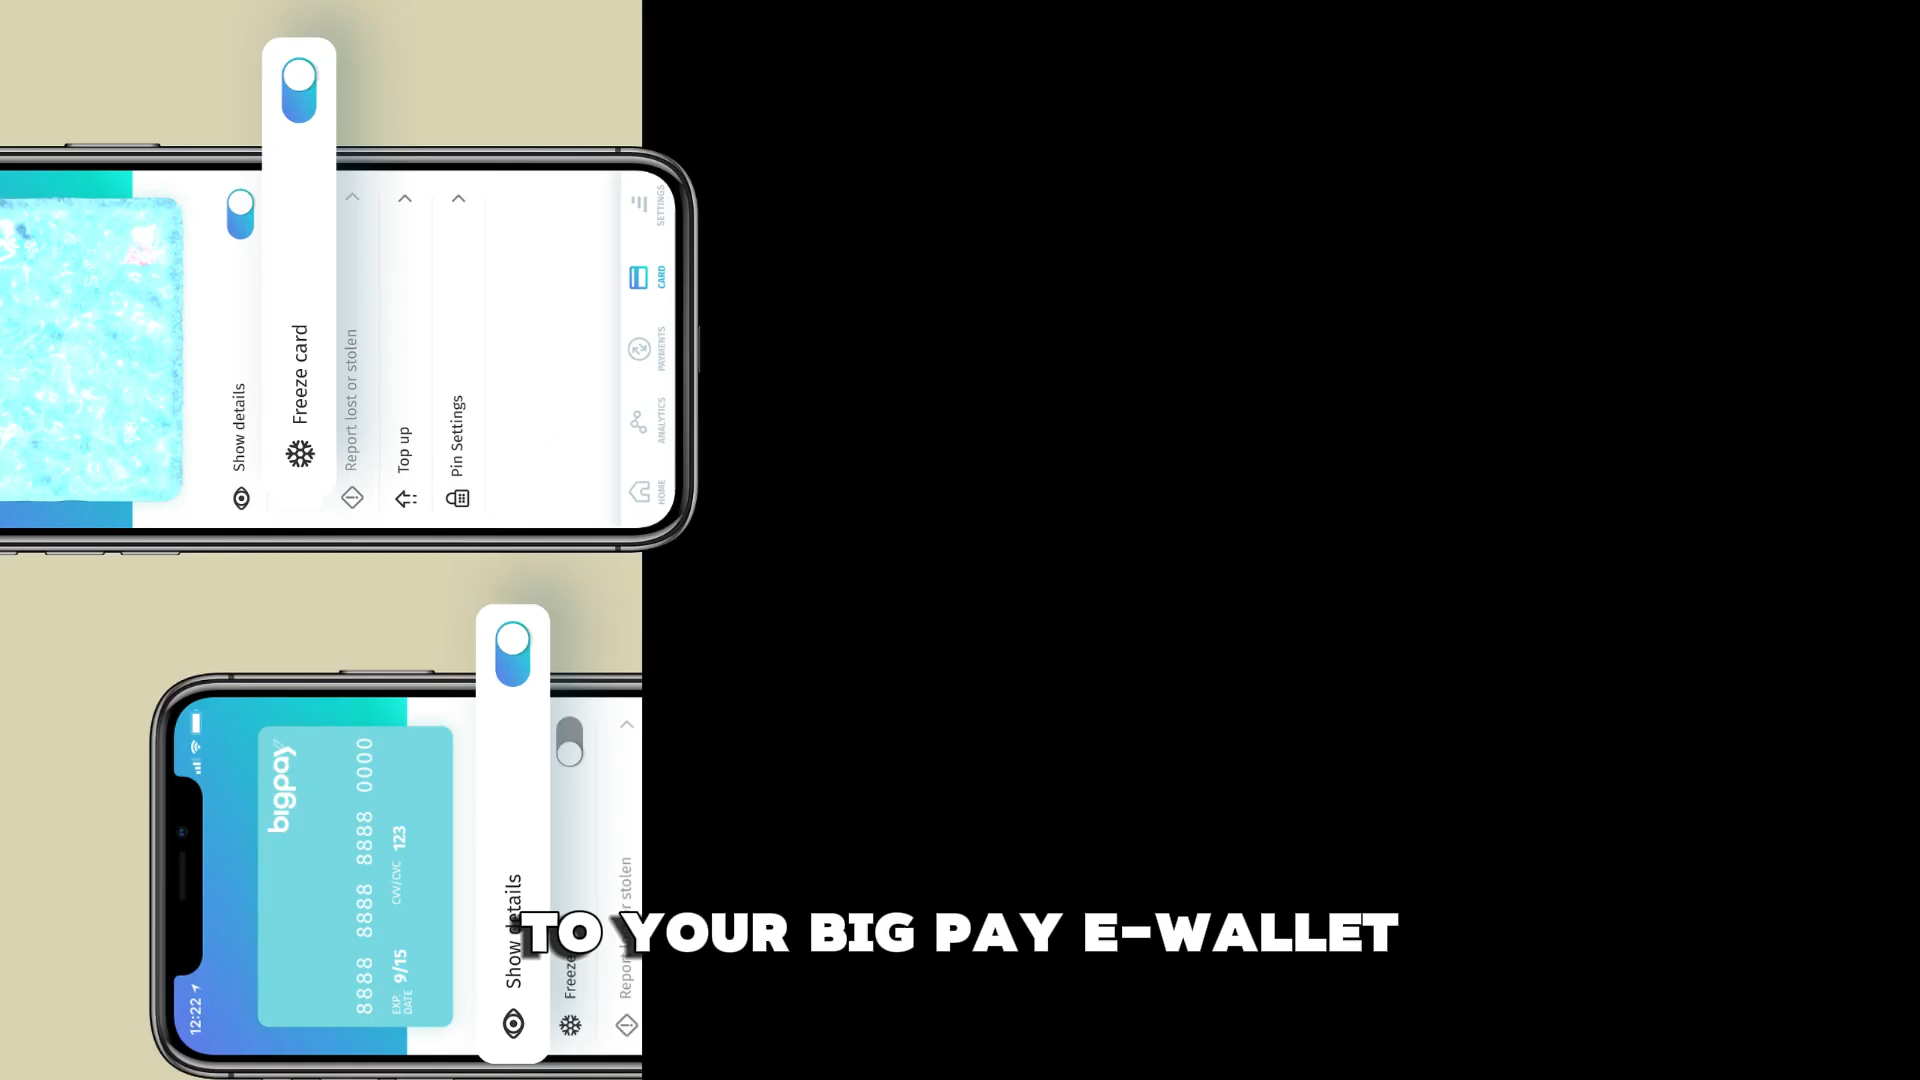 Show details
Freeze card
Report lost or stolen
Top up
Pin Settings
HOME
ANALYTICS
PAYMENTS
CARD
SETTINGS
12:22
bigpay
8888 8888 8888 0000
EXP. DATE 9/15 CVV/CVC 123
Show details
Freeze
Report stolen
TO YOUR BIG PAY E-WALLET